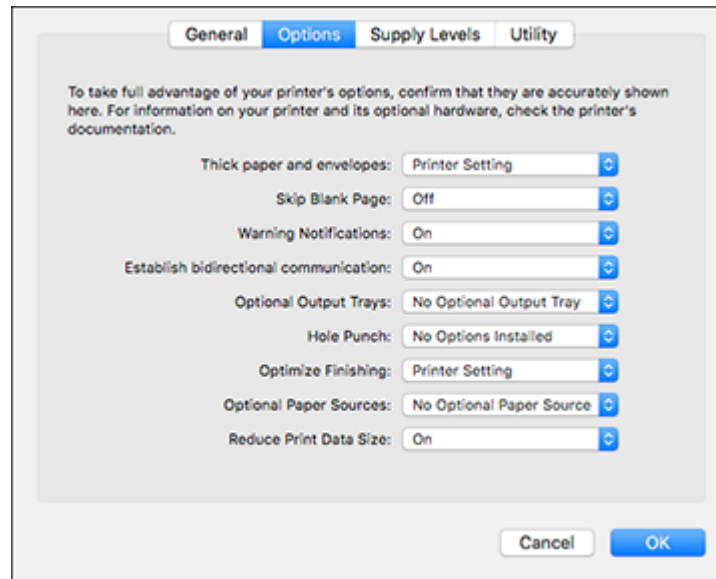 General Options Supply Levels Utility
To take full advantage of your printer's options, confirm that they are accurately shown
here. For information on your printer and its optional hardware, check the printer's
documentation.
Thick paper and envelopes: Printer Setting
Skip Blank Page: Off
Warning Notifications: On
Establish bidirectional communication: On
Optional Output Trays: No Optional Output Tray
Hole Punch: No Options Installed
Optimize Finishing: Printer Setting
Optional Paper Sources: No Optional Paper Source
Reduce Print Data Size: On
Cancel OK